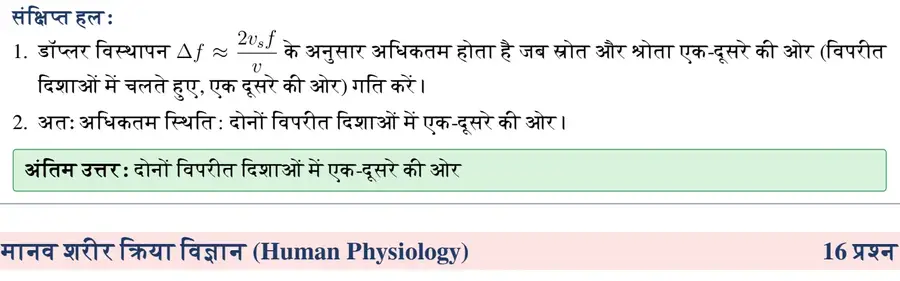 संक्षिप्त हल:
1. डॉप्लर विस्थापन Δf ≈ 2vₛf/v के अनुसार अधिकतम होता है जब स्रोत और श्रोता एक-दूसरे की ओर (विपरीत
दिशाओं में चलते हुए, एक दूसरे की ओर) गति करें।
2. अतः अधिकतम स्थिति: दोनों विपरीत दिशाओं में एक-दूसरे की ओर।
अंतिम उत्तर: दोनों विपरीत दिशाओं में एक-दूसरे की ओर
मानव शरीर क्रिया विज्ञान (Human Physiology) 16 प्रश्न